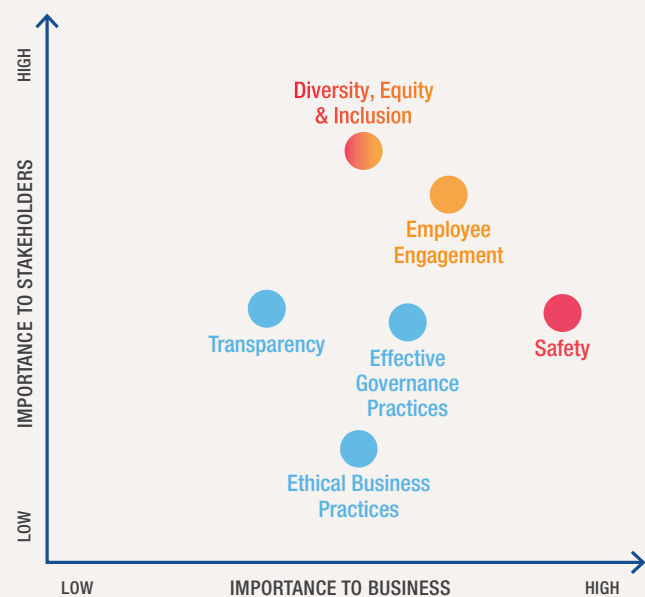 HIGH
IMPORTANCE TO STAKEHOLDERS
LOW
Diversity, Equity
& Inclusion
Employee
Engagement
Transparency
Effective
Governance
Practices
Safety
Ethical Business
Practices
LOW
IMPORTANCE TO BUSINESS
HIGH